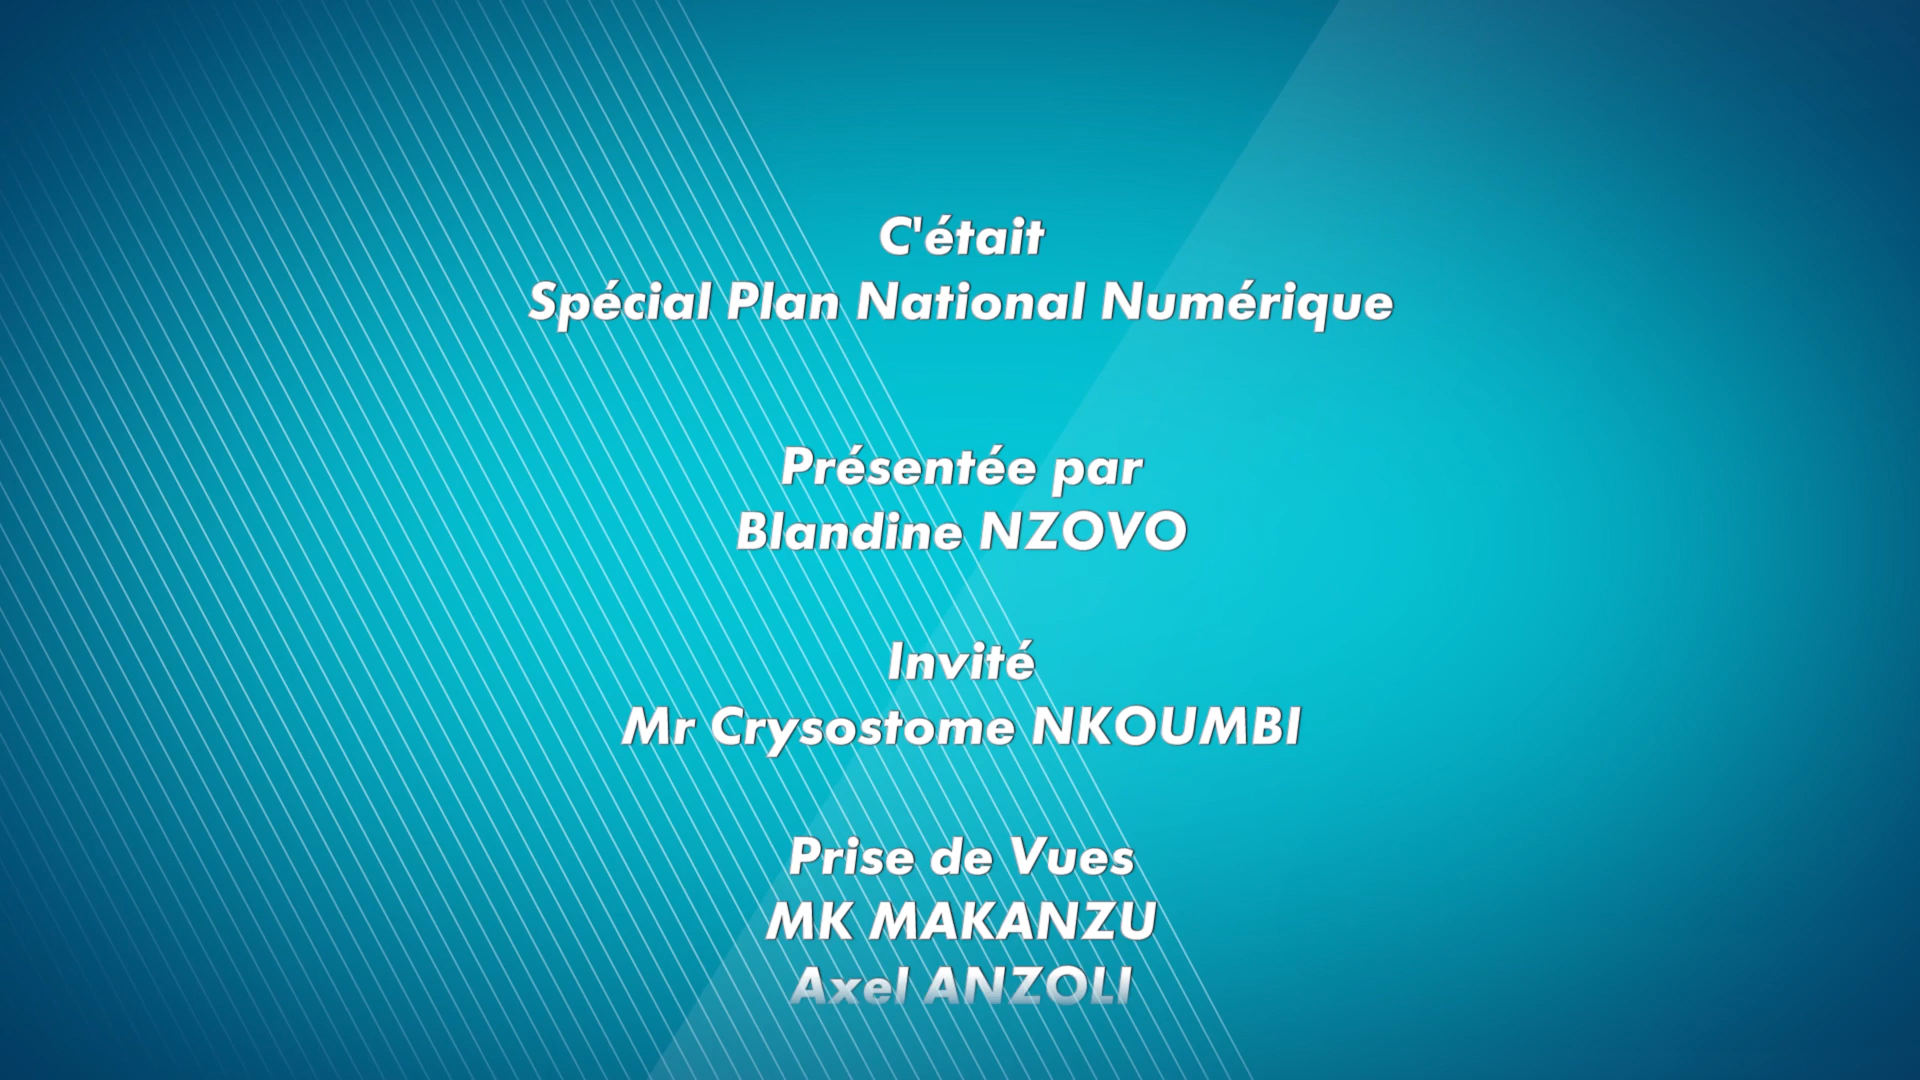 C'était
Spécial Plan National Numérique
Présentée par
Blandine NZOVO
Invité
Mr Crysostome NKOUMBI
Prise de Vues
MK MAKANZU
Axel ANZOLI